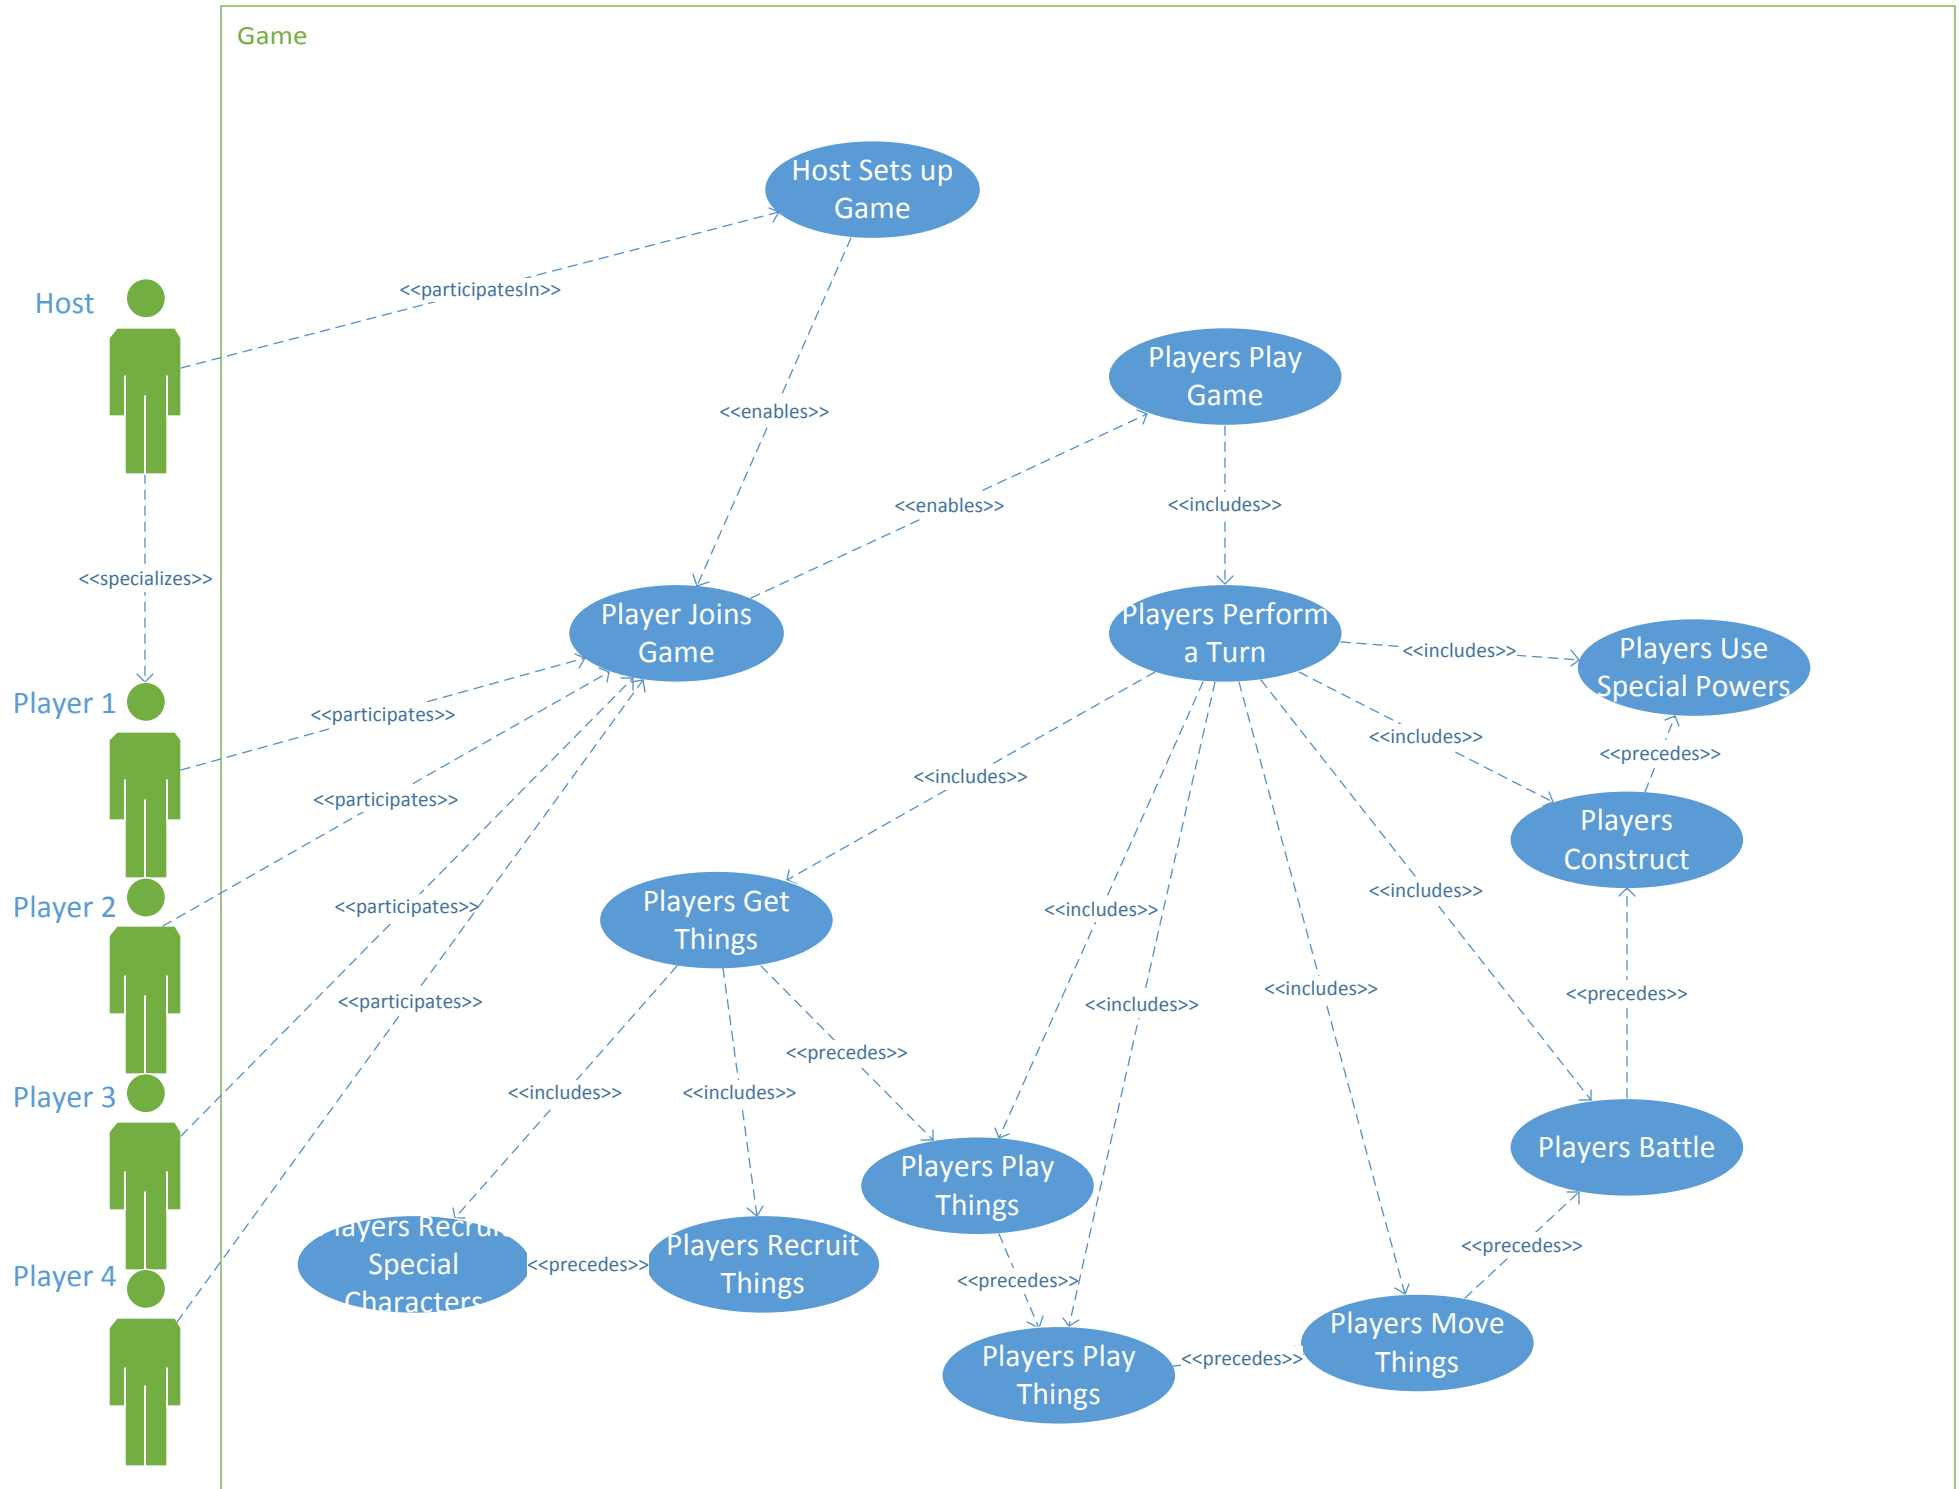 Game
Host Sets up
Game
Host
<<participatesIn>>
Players Play
Game
<<enables>>
<<enables>>
<<includes>>
<<specializes>>
Player Joins
Game
Players Perform
a Turn
<<includes>>
Players Use
Special Powers
Player 1
<<participates>>
<<includes>>
<<precedes>>
<<includes>>
<<participates>>
Players
Construct
Player 2
<<participates>>
Players Get
Things
<<includes>>
<<includes>>
<<participates>>
<<includes>>
<<includes>>
<<precedes>>
<<precedes>>
Player 3
<<includes>>
<<includes>>
Players Battle
Players Play
Things
Player 4
Players Recruit
Special
Characters
<<precedes>>
Players Recruit
Things
<<precedes>>
<<precedes>>
Players Move
Things
Players Play
Things
<<precedes>>